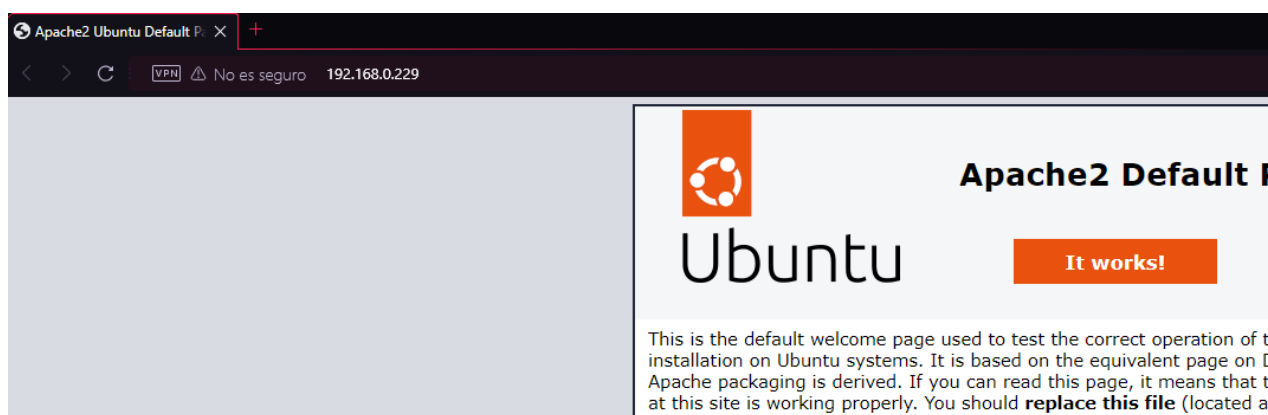 Apache2 Ubuntu Default Pa
VPN No es seguro 192.168.0.229
Apache2 Default
Ubuntu
It works!
This is the default welcome page used to test the correct operation of
installation on Ubuntu systems. It is based on the equivalent page on
Apache packaging is derived. If you can read this page, it means that
at this site is working properly. You should replace this file (located